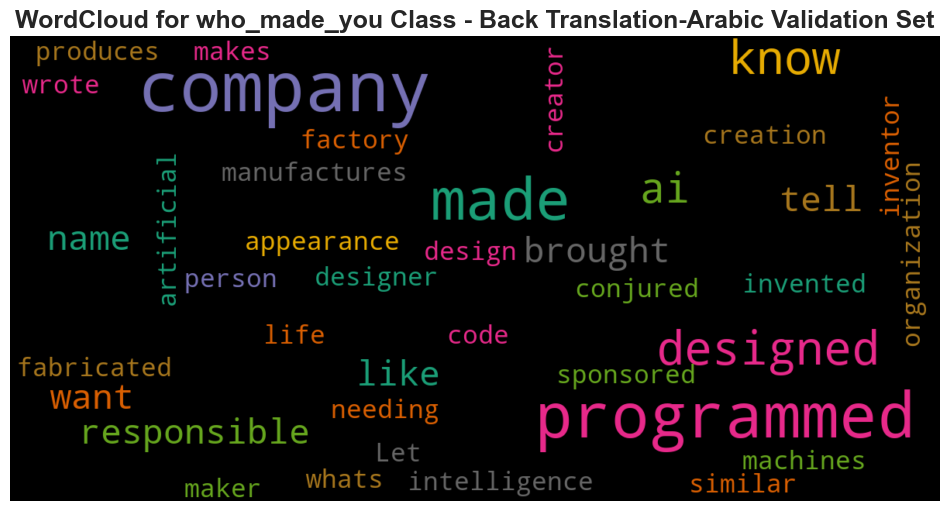 WordCloud for who_made_you Class - Back Translation-Arabic Validation Set
produces
makes
know
wrote
company
creator
factory
creation
inventor
manufactures
artificial
made
ai
tell
organization
name
appearance
design
brought
person
designer
conjured
invented
life
code
designed
fabricated
like
sponsored
want
needing
programmed
responsible
Let
machines
maker
whats
intelligence
similar